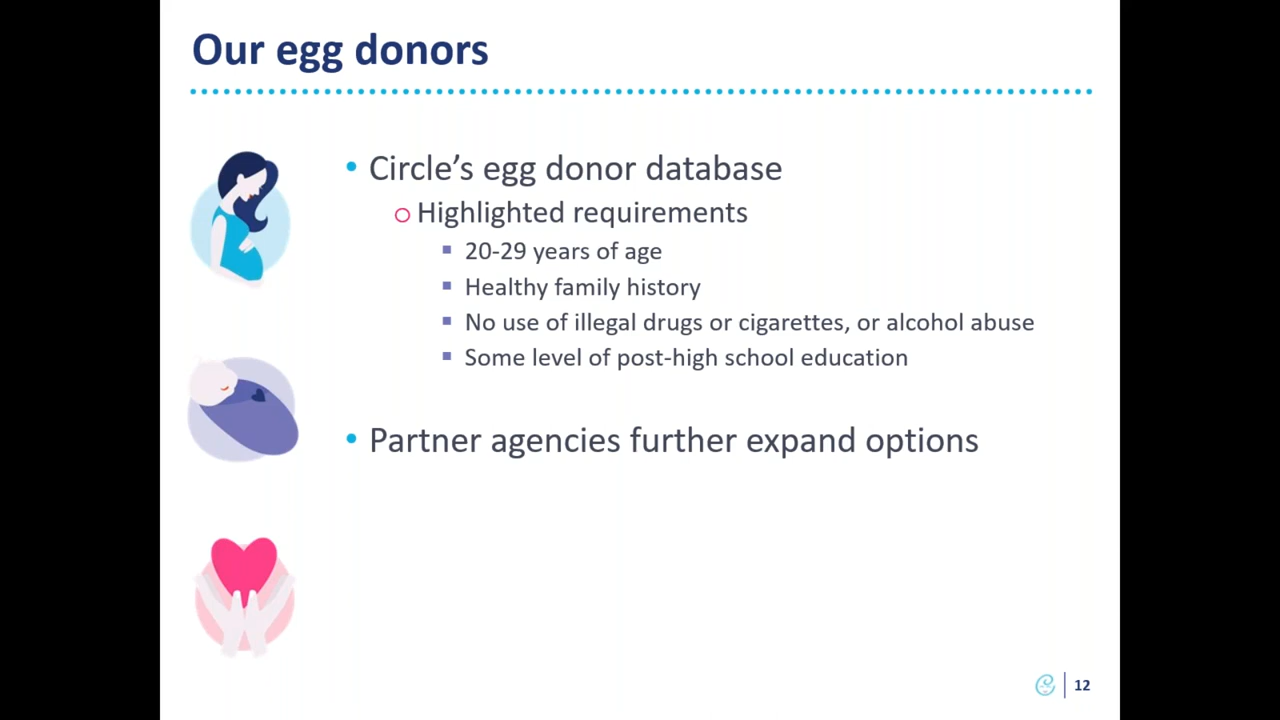 Our egg donors
• Circle’s egg donor database
o Highlighted requirements
▪ 20-29 years of age
▪ Healthy family history
▪ No use of illegal drugs or cigarettes, or alcohol abuse
▪ Some level of post-high school education
• Partner agencies further expand options
12